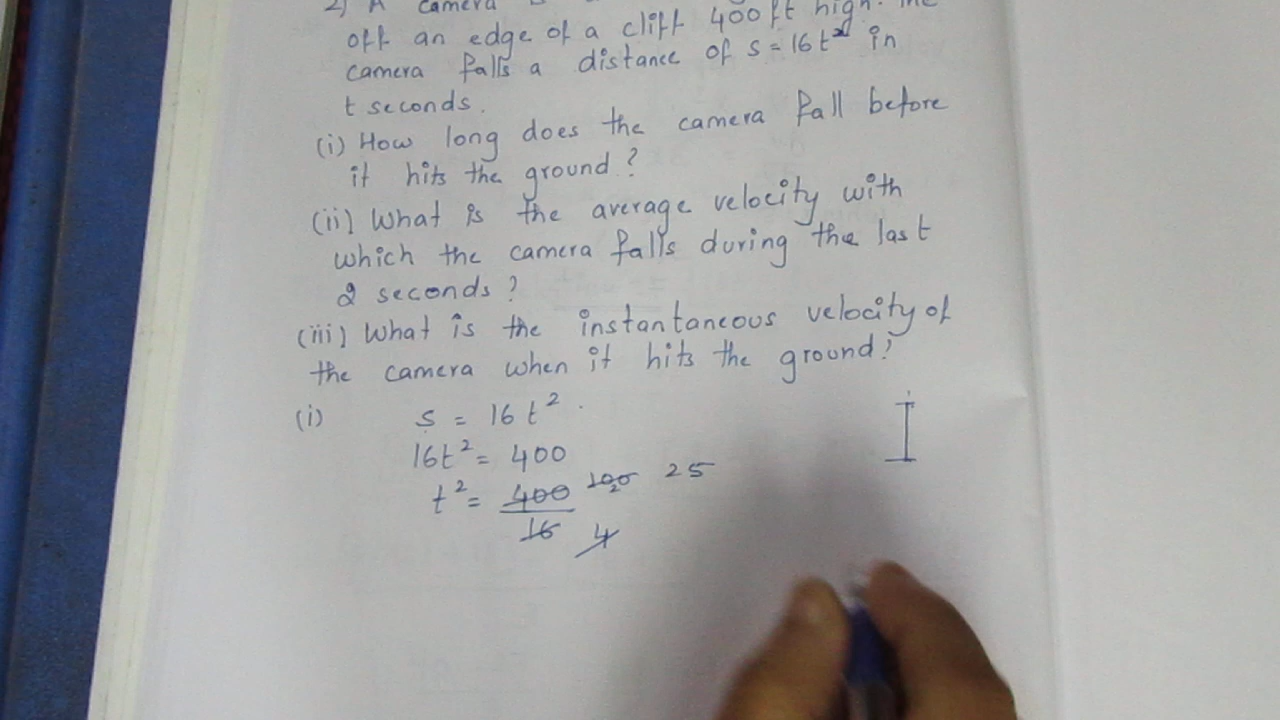 2) A camera
off an edge of a cliff 400 ft high. The
camera falls a distance of s = 16t² in
t seconds.
(i) How long does the camera fall before
it hits the ground?
(ii) What is the average velocity with
which the camera falls during the last
2 seconds?
(iii) What is the instantaneous velocity of
the camera when it hits the ground?
(i) s = 16t².
16t² = 400
t² = 400/16 100 25
4